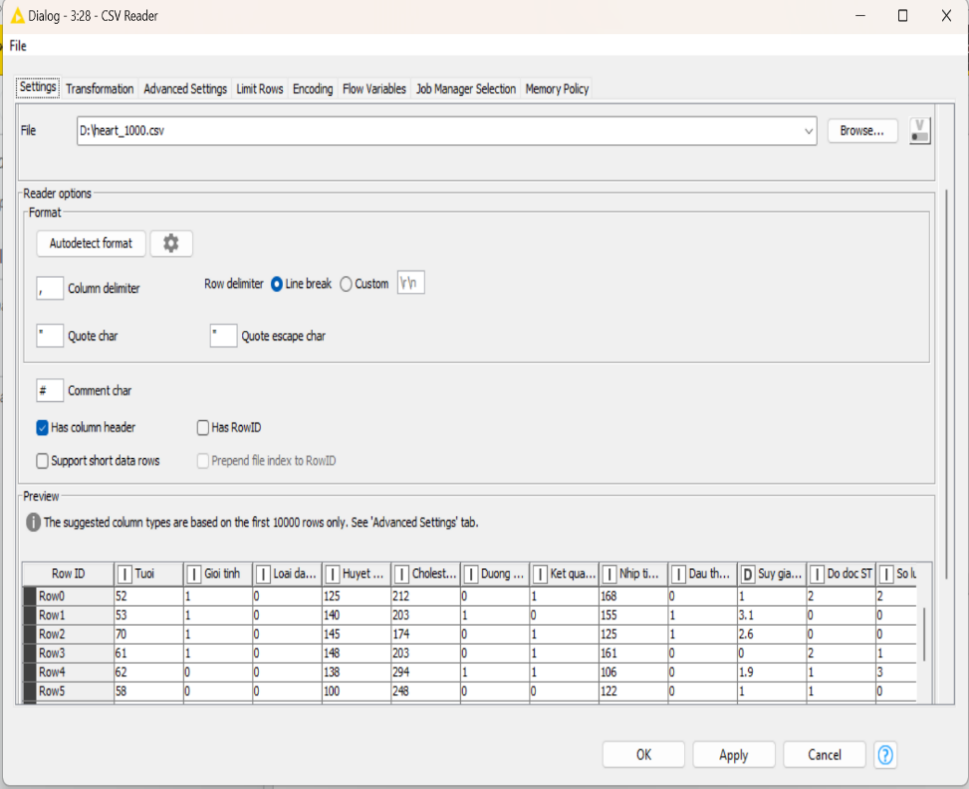 Dialog - 3:28 - CSV Reader
File
Settings Transformation Advanced Settings Limit Rows Encoding Flow Variables Job Manager Selection Memory Policy
File D:\heart_1000.csv Browse... V
Reader options
Format
Autodetect format
, Column delimiter Row delimiter Line break Custom \r\n
" Quote char " Quote escape char
# Comment char
Has column header Has RowID
Support short data rows Prepend file index to RowID
Preview
The suggested column types are based on the first 10000 rows only. See 'Advanced Settings' tab.
Row ID I Tuoi I Gioi tinh I Loai da... I Huyet ... I Cholest... I Duong ... I Ket qua... I Nhip ti... I Dau th... D Suy gia... I Do doc ST I So lu
Row0 52 1 0 125 212 0 1 168 0 1 2 2
Row1 53 1 0 140 203 1 0 155 1 3.1 0 0
Row2 70 1 0 145 174 0 1 125 1 2.6 0 0
Row3 61 1 0 148 203 0 1 161 0 0 2 1
Row4 62 0 0 138 294 1 1 106 0 1.9 1 3
Row5 58 0 0 100 248 0 0 122 0 1 1 0
OK Apply Cancel ?